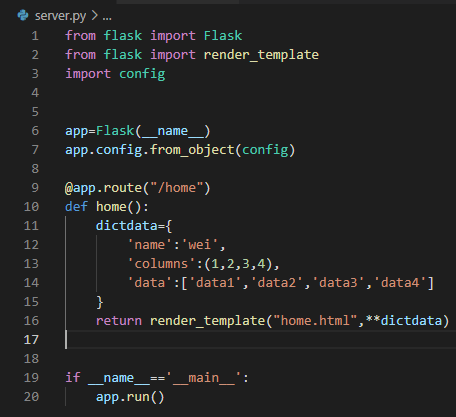 server.py > ...
1 from flask import Flask
2 from flask import render_template
3 import config
4
5
6 app=Flask(__name__)
7 app.config.from_object(config)
8
9 @app.route("/home")
10 def home():
11     dictdata={
12         'name':'wei',
13         'columns':(1,2,3,4),
14         'data':['data1','data2','data3','data4']
15     }
16     return render_template("home.html",**dictdata)
17
18
19 if __name__=='__main__':
20     app.run()